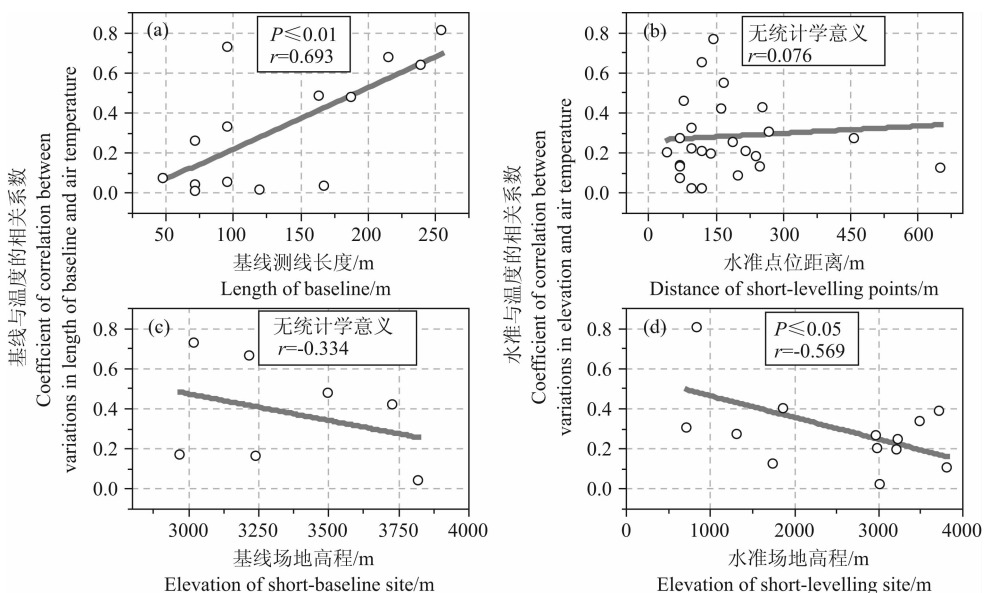 基线与温度的相关系数
Coefficient of correlation between
variations in length of baseline and air temperature
(a)
P≤0.01
r=0.693
0.8
0.6
0.4
0.2
0.0
50 100 150 200 250
基线测线长度/m
Length of baseline/m
水准与温度的相关系数
Coefficient of correlation between
variations in elevation and air temperature
(b)
无统计学意义
r=0.076
0.8
0.6
0.4
0.2
0.0
0 150 300 450 600
水准点位距离/m
Distance of short-levelling points/m
(c)
无统计学意义
r=-0.334
0.8
0.6
0.4
0.2
0.0
3000 3250 3500 3750 4000
基线场地高程/m
Elevation of short-baseline site/m
(d)
P≤0.05
r=-0.569
0.8
0.6
0.4
0.2
0.0
0 1000 2000 3000 4000
水准场地高程/m
Elevation of short-levelling site/m